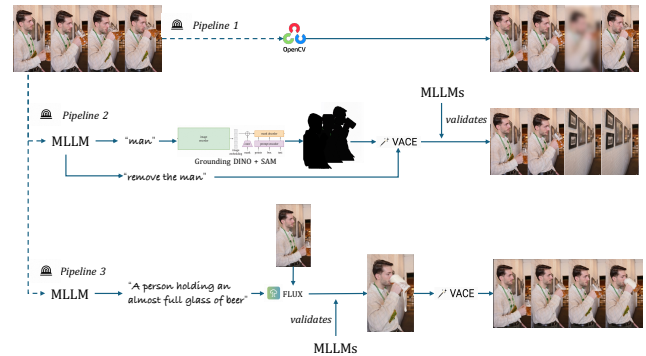 Pipeline 1
OpenCV
Pipeline 2
MLLM
"man"
Grounding DINO + SAM
MLLMs
validates
VACE
"remove the man"
Pipeline 3
MLLM
"A person holding an
almost full glass of beer"
FLUX
validates
MLLMs
VACE